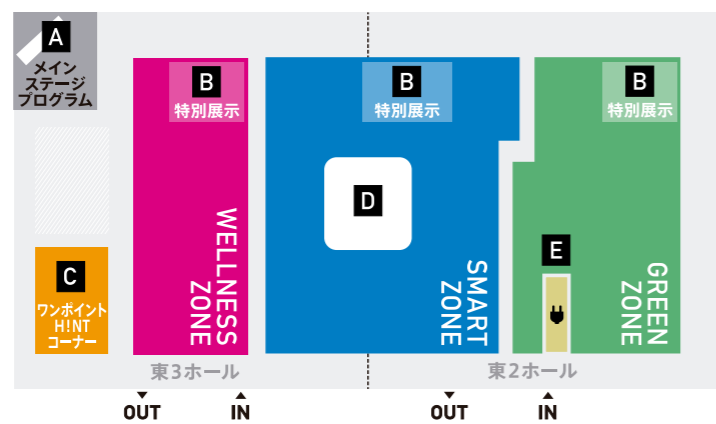 A
メイン
ステージ
プログラム
B
特別展示
B
特別展示
B
特別展示
WELLNESS
ZONE
D
SMART
ZONE
E
GREEN
ZONE
C
ワンポイント
H!NT
コーナー
東3ホール
東2ホール
OUT
IN
OUT
IN